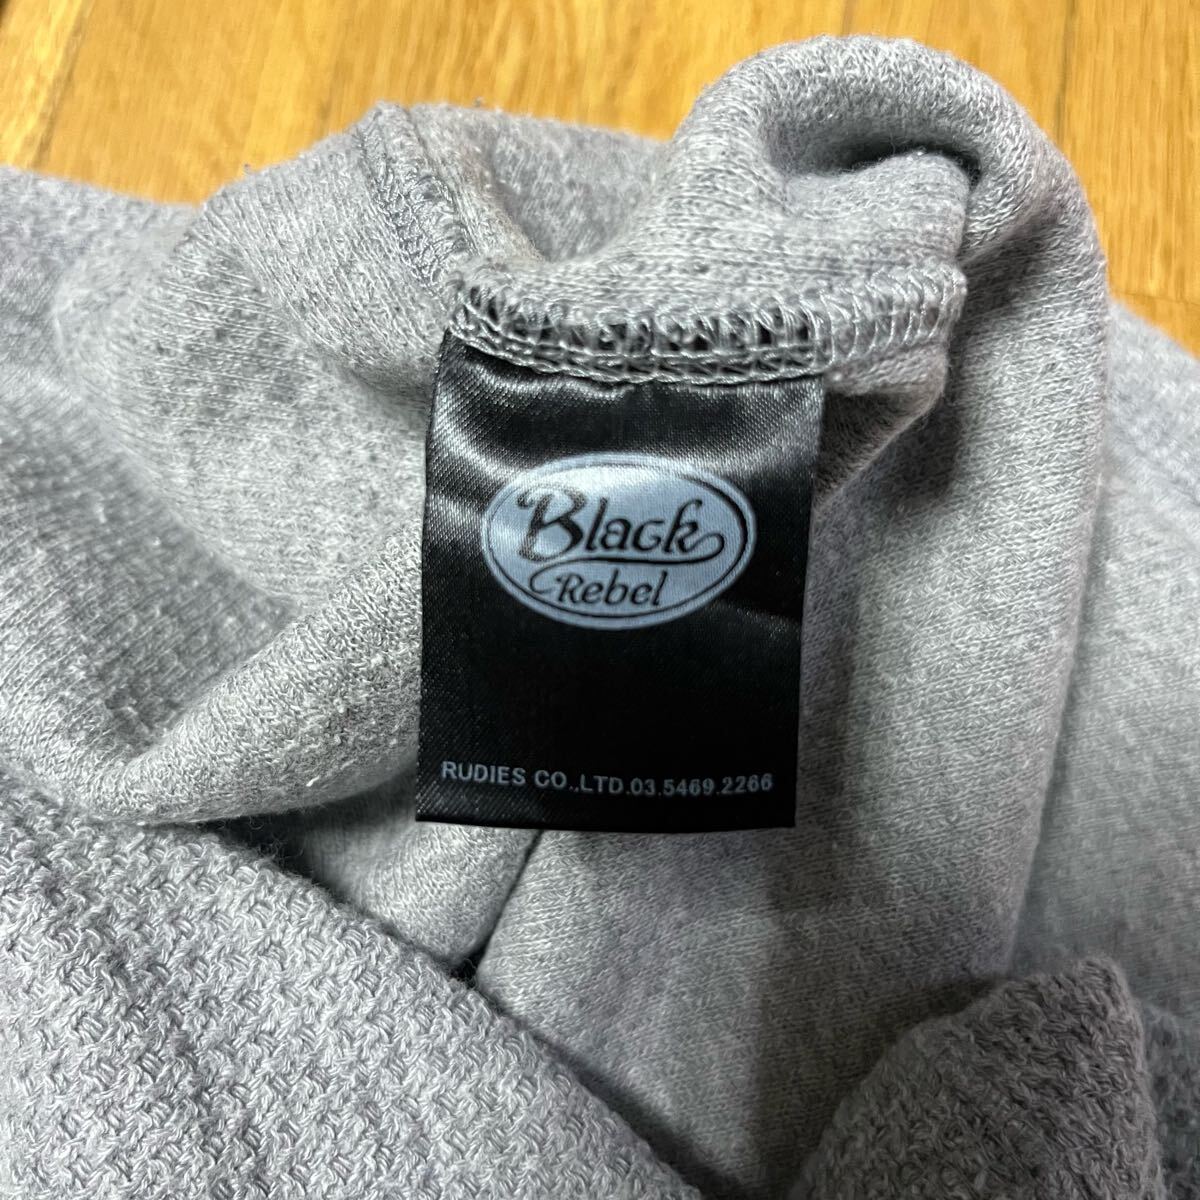 Black
Rebel
RUDIES CO.,LTD.03.5469.2266